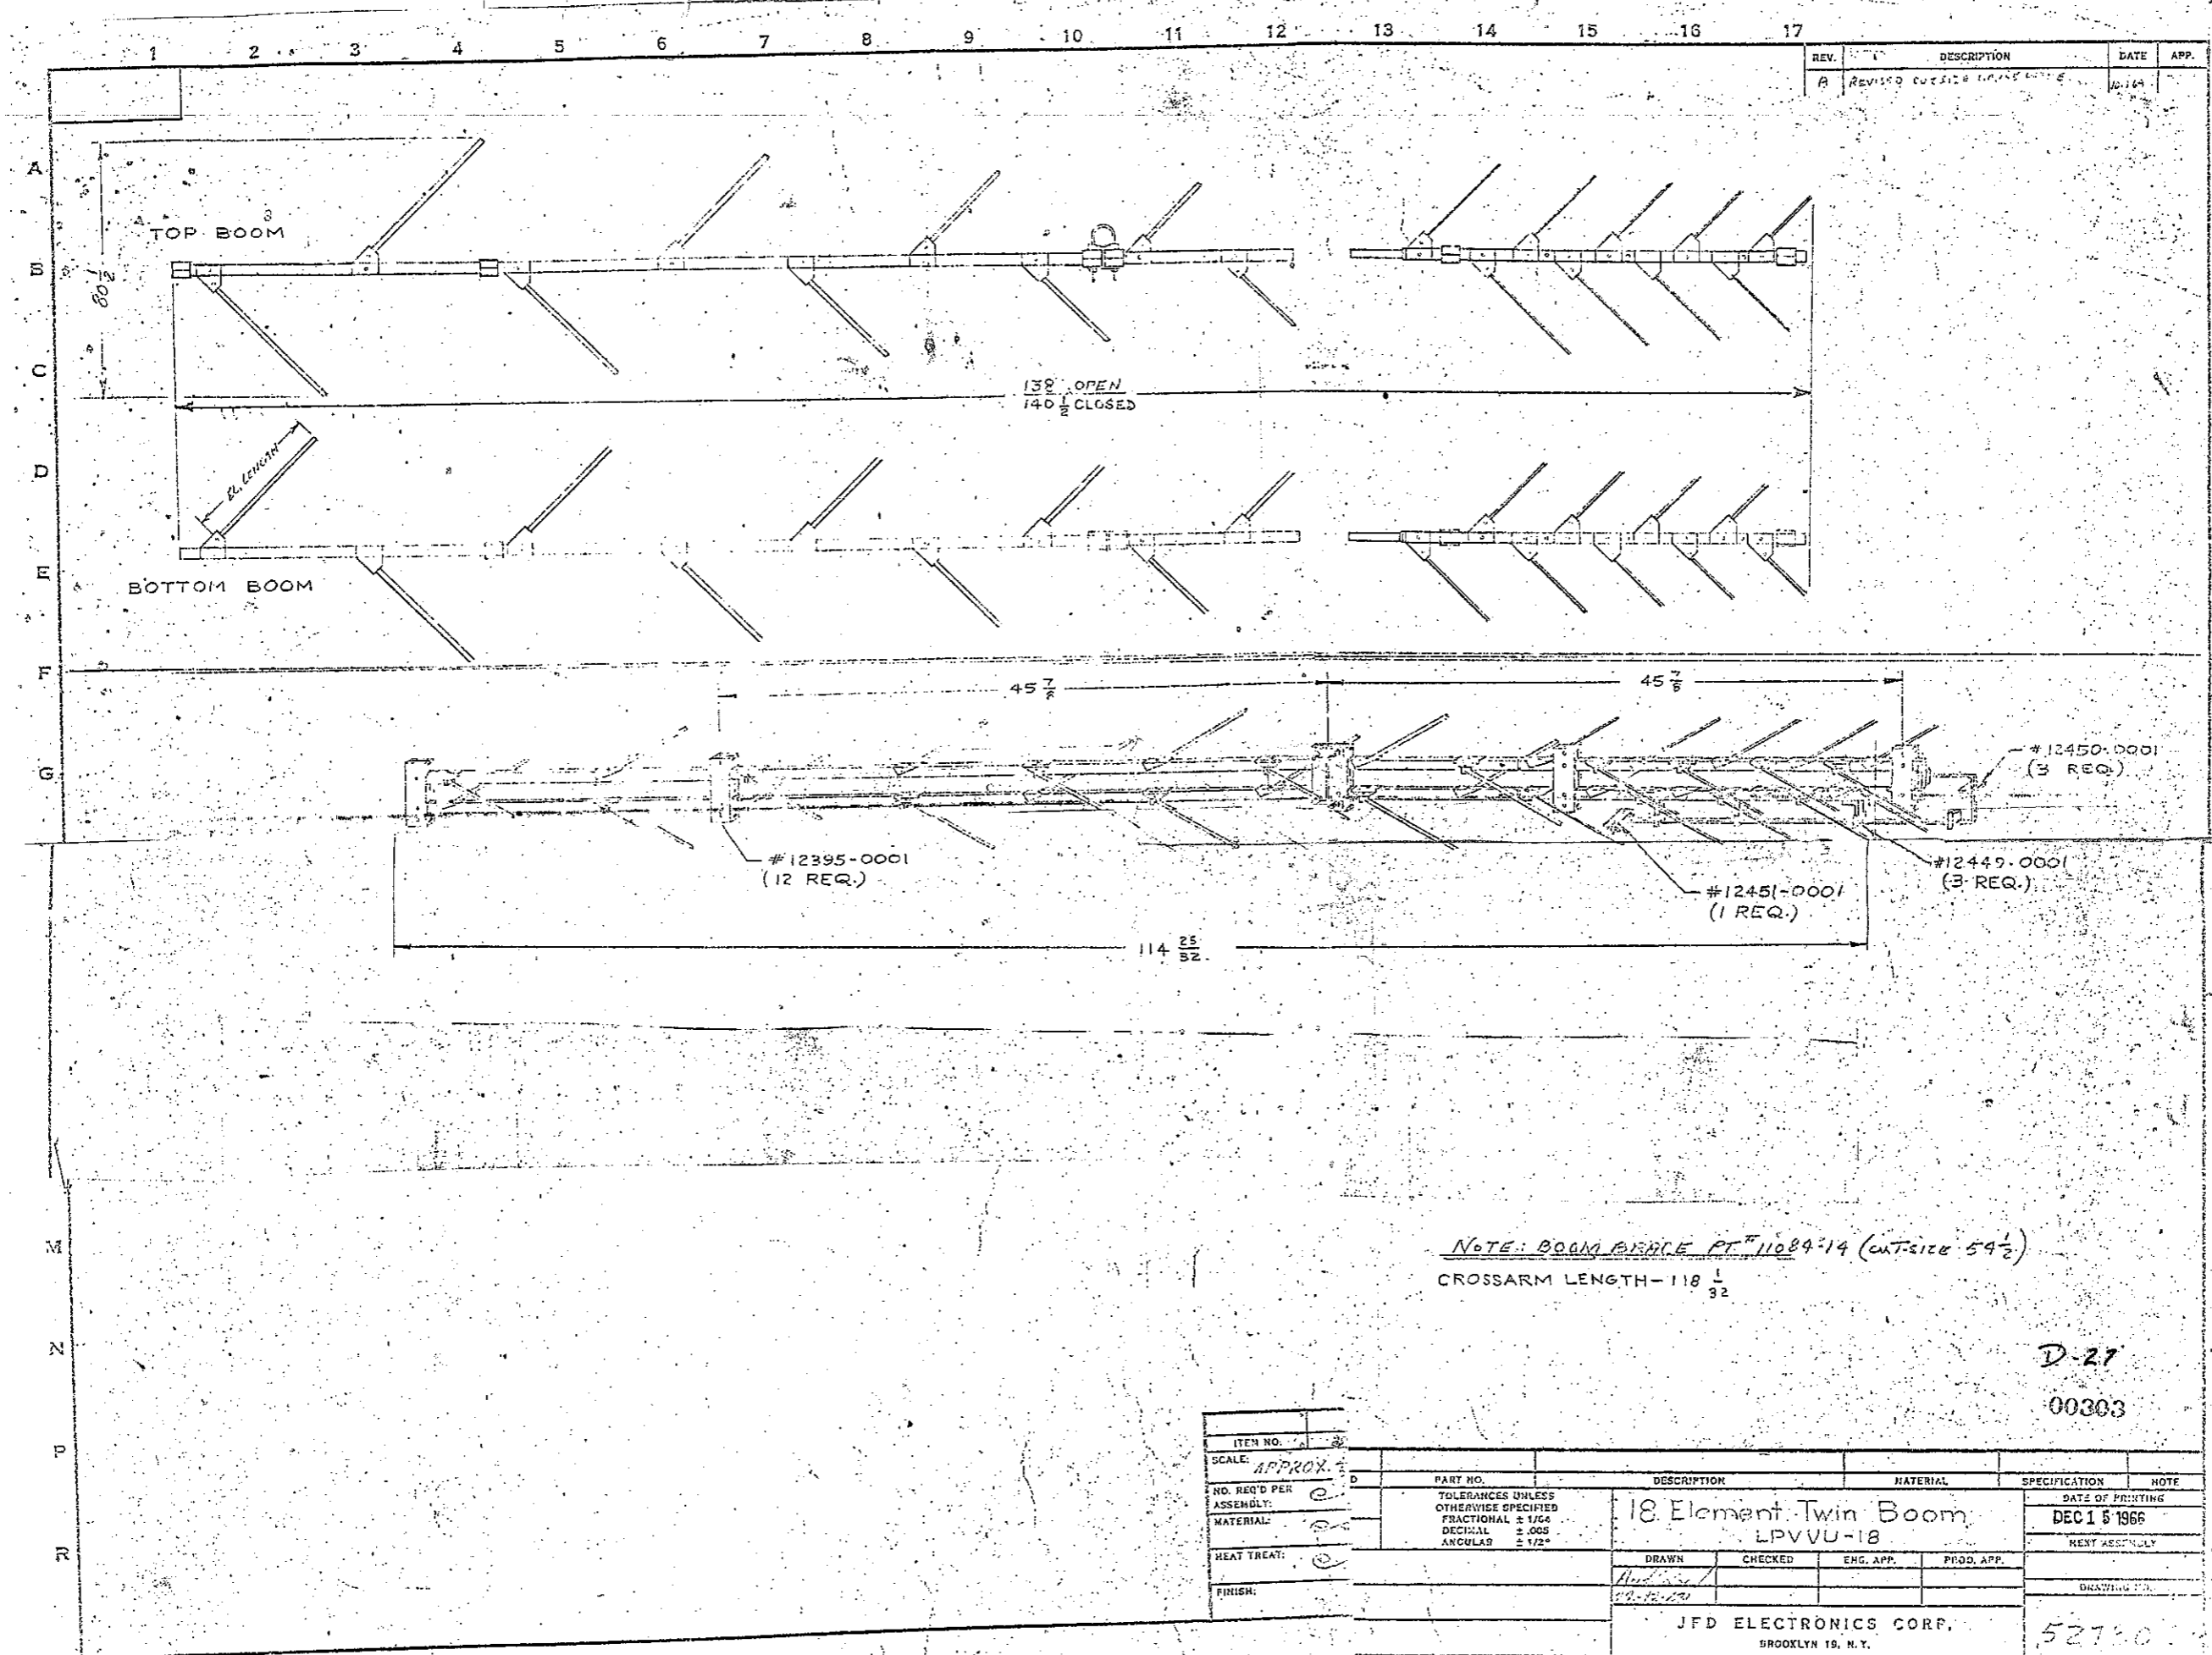 1 2 3 4 5 6 7 8 9 10 11 12 13 14 15 16 17
REV. DESCRIPTION DATE APP.
A REVISED
A
B
C
D
E
F
G
M
N
P
R
TOP BOOM
80 1/2
138 OPEN
140 1/2 CLOSED
EL. LENGTH
BOTTOM BOOM
45 7/8
45 7/8
#12450-0001
(3 REQ.)
#12395-0001
(12 REQ.)
#12449-0001
(3 REQ.)
#12451-0001
(1 REQ.)
114 25/32
NOTE: BOOM BRACE PT# 11084-14 (CUT-SIZE 54 1/2)
CROSSARM LENGTH-118 1/32
D-27
00303
ITEM NO.
SCALE: APPROX.
NO. REQ'D PER
ASSEMBLY:
MATERIAL:
HEAT TREAT:
FINISH:
PART NO. DESCRIPTION MATERIAL SPECIFICATION NOTE
TOLERANCES UNLESS
OTHERWISE SPECIFIED
FRACTIONAL ± 1/64
DECIMAL ± .005
ANGULAR ± 1/2°
18 Element Twin Boom
LPVVU-18
DATE OF PRINTING
DEC 15 1966
NEXT ASSEMBLY
DRAWN CHECKED ENG. APP. PROD. APP.
DRAWING NO.
JFD ELECTRONICS CORP.
BROOKLYN 19, N.Y.